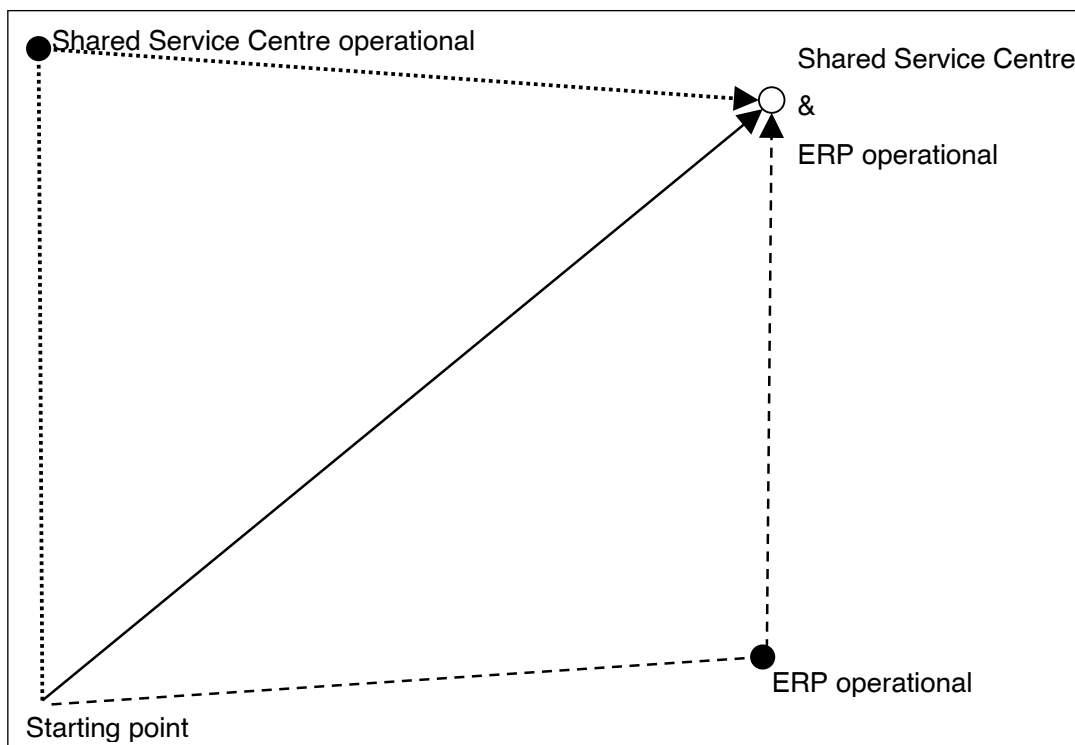 Shared Service Centre operational
Shared Service Centre
&
ERP operational
ERP operational
Starting point